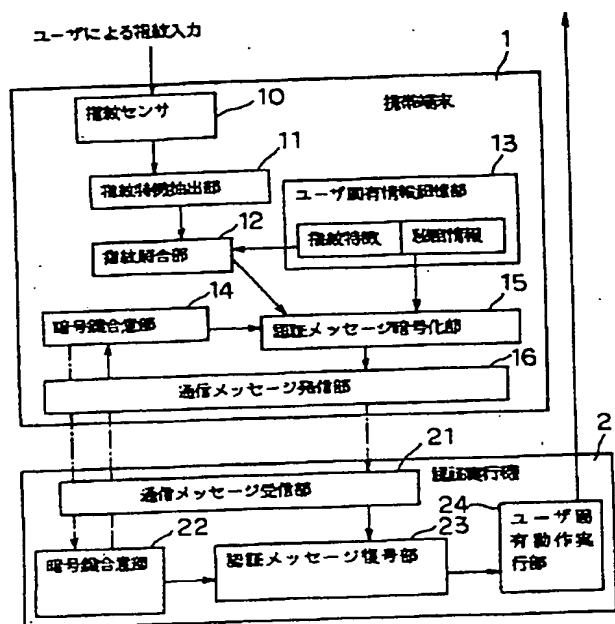 ユーザによる指紋入力
1
携帯端末
指紋センサ
10
11
指紋特徴抽出部
13
ユーザ固有情報記憶部
12
指紋特徴
秘密情報
指紋照合部
14
15
暗号鍵合意部
認証メッセージ暗号化部
16
通信メッセージ発信部
21
2
認証実行機
通信メッセージ受信部
22
23
24
暗号鍵合意部
認証メッセージ復号部
ユーザ固
有動作実
行部